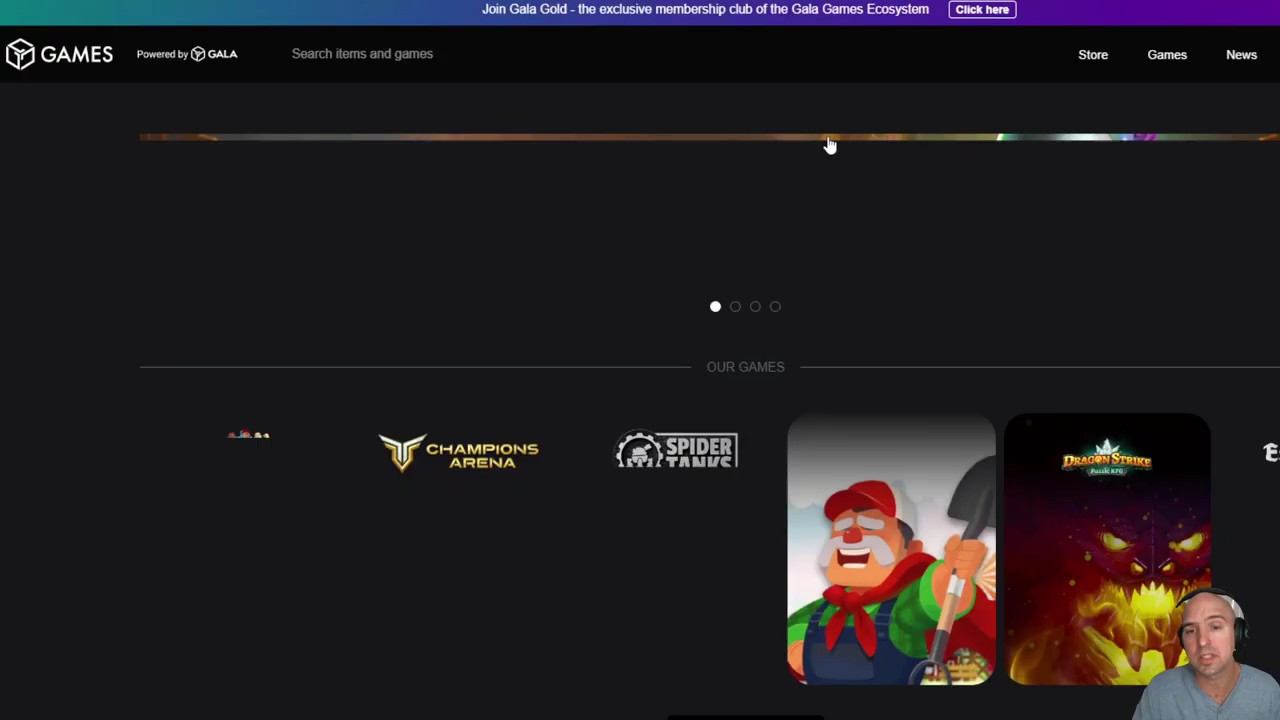 Join Gala Gold - the exclusive membership club of the Gala Games Ecosystem Click here
GAMES Powered by GALA Search items and games Store Games News
OUR GAMES
CHAMPIONS
ARENA
SPIDER
TANKS
DRAGON STRIKE
PUZZLE RPG